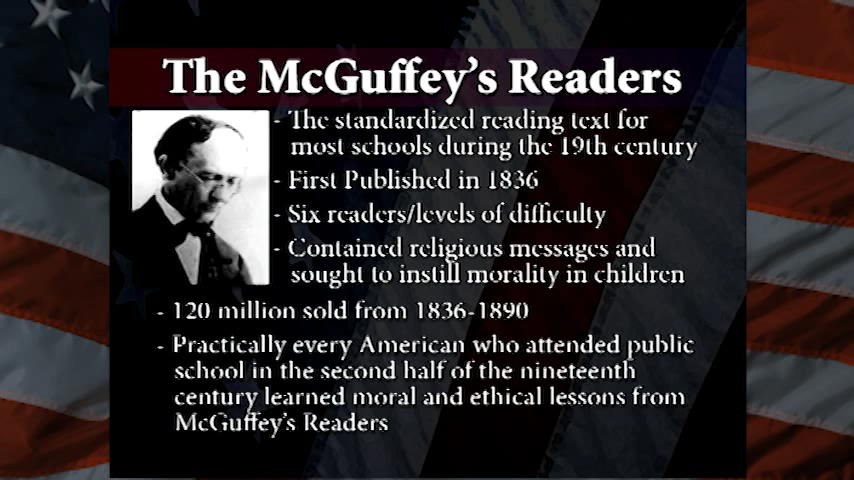 The McGuffey's Readers
- The standardized reading text for
most schools during the 19th century
- First Published in 1836
- Six readers/levels of difficulty
- Contained religious messages and
sought to instill morality in children
- 120 million sold from 1836-1890
- Practically every American who attended public
school in the second half of the nineteenth
century learned moral and ethical lessons from
McGuffey's Readers